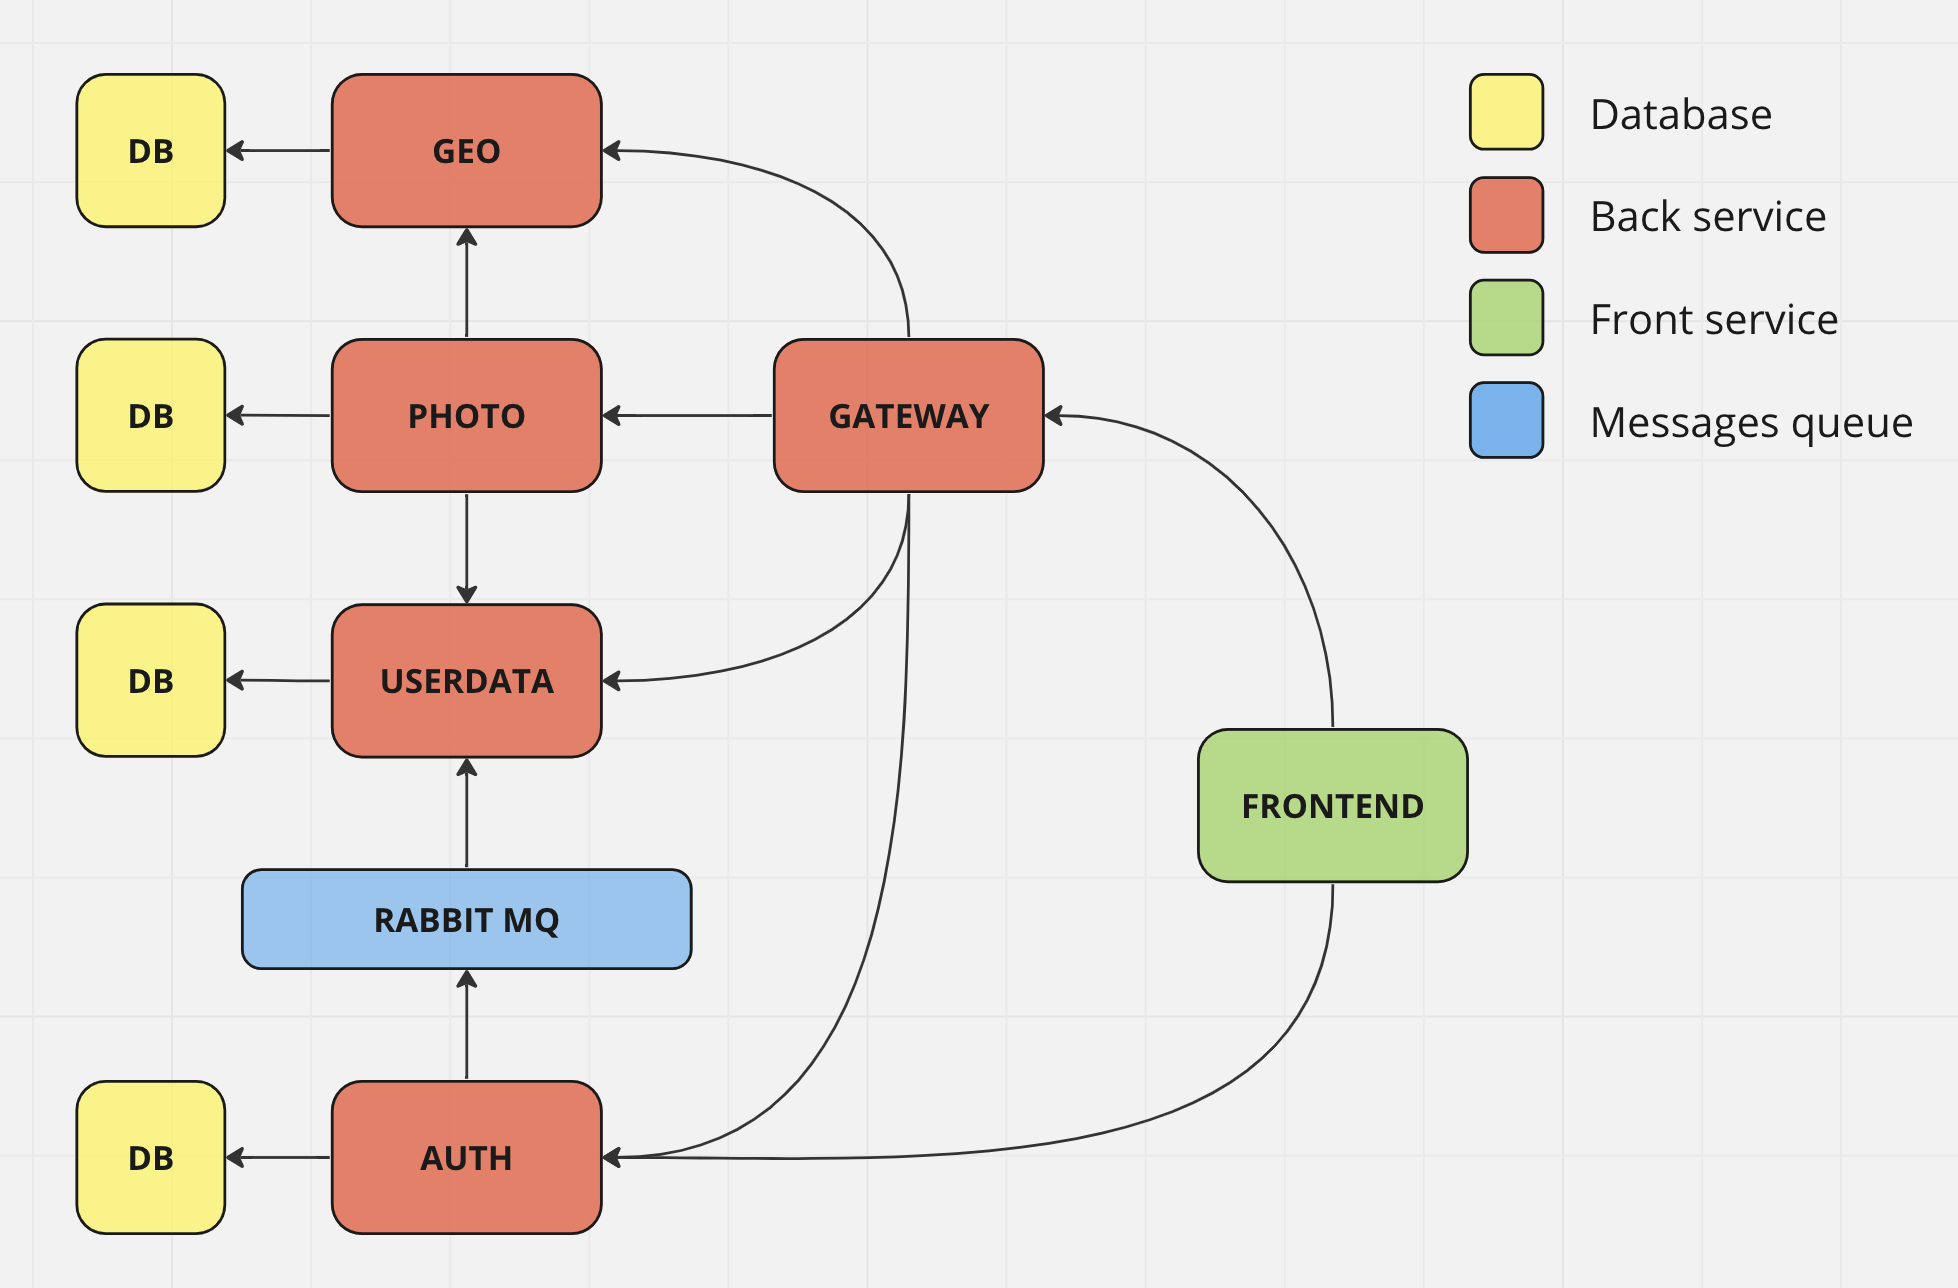 DB
GEO
Database
Back service
Front service
Messages queue
DB
PHOTO
GATEWAY
DB
USERDATA
FRONTEND
RABBIT MQ
DB
AUTH